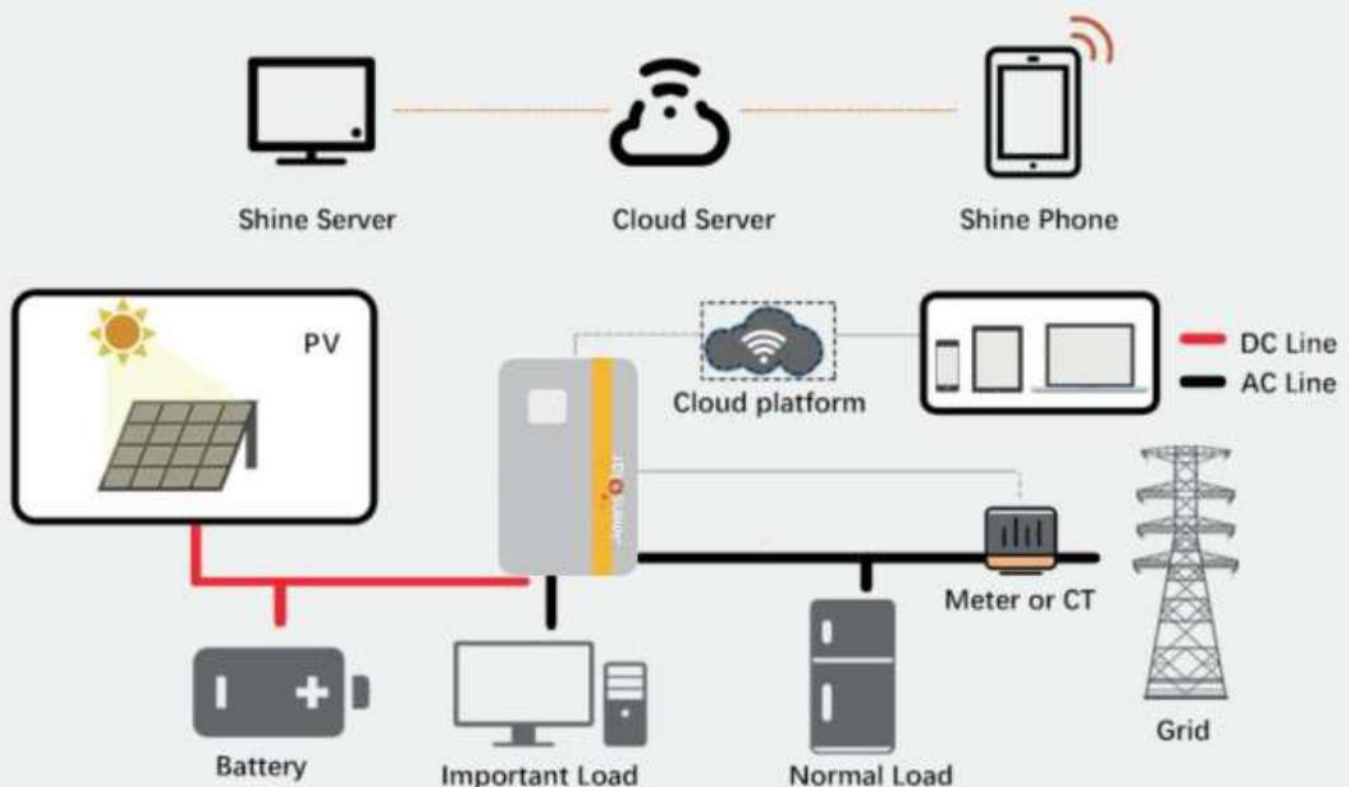 Shine Server
Cloud Server
Shine Phone
PV
DC Line
AC Line
Cloud platform
Meter or CT
Grid
Battery
Important Load
Normal Load